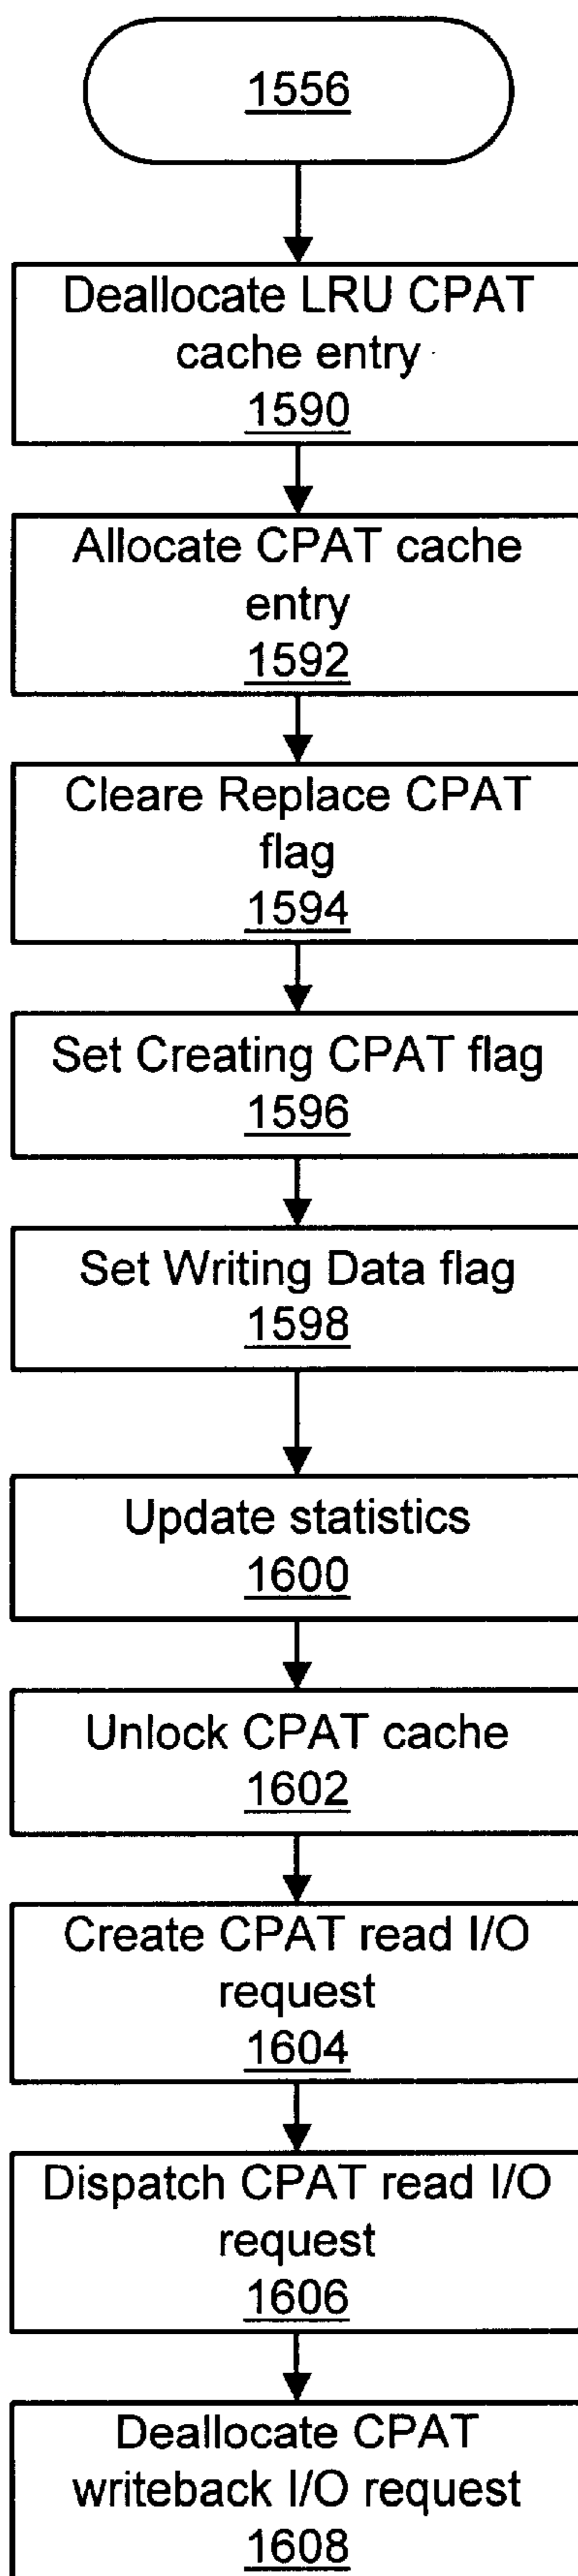 1556
Deallocate LRU CPAT
cache entry
1590
Allocate CPAT cache
entry
1592
Cleare Replace CPAT
flag
1594
Set Creating CPAT flag
1596
Set Writing Data flag
1598
Update statistics
1600
Unlock CPAT cache
1602
Create CPAT read I/O
request
1604
Dispatch CPAT read I/O
request
1606
Deallocate CPAT
writeback I/O request
1608